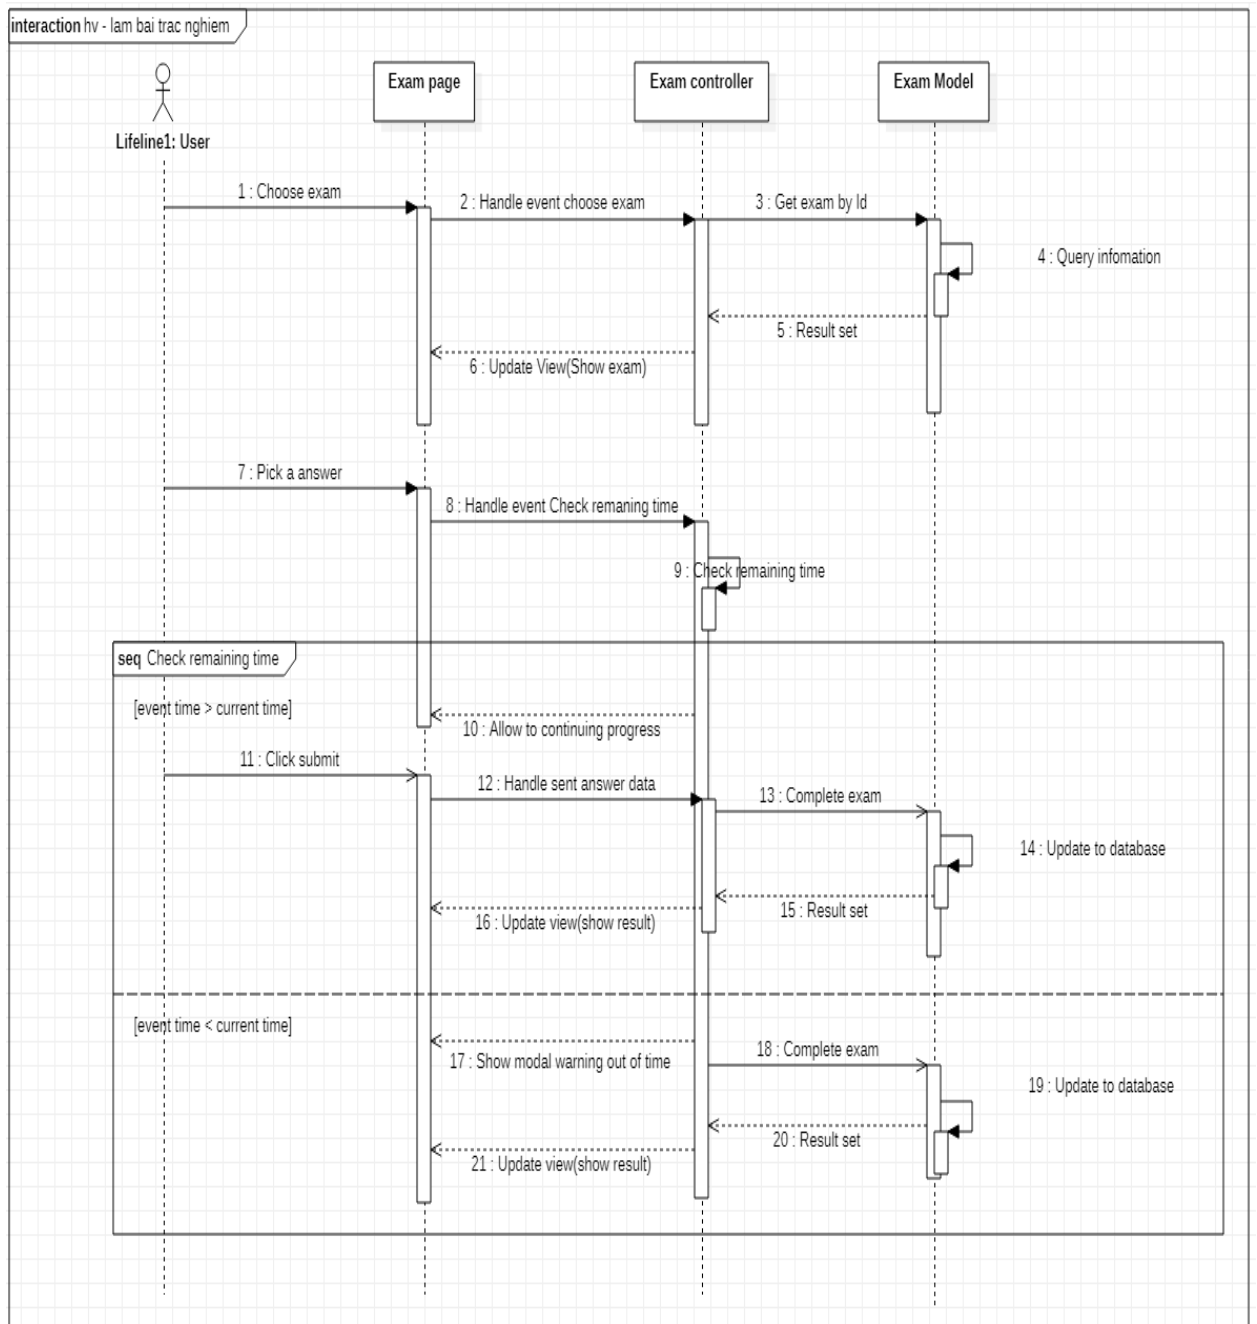 interaction hv - lam bai trac nghiem
Lifeline1: User
Exam page
Exam controller
Exam Model
1 : Choose exam
2 : Handle event choose exam
3 : Get exam by Id
4 : Query infomation
5 : Result set
6 : Update View(Show exam)
7 : Pick a answer
8 : Handle event Check remaning time
9 : Check remaining time
seq Check remaining time
[event time > current time]
10 : Allow to continuing progress
11 : Click submit
12 : Handle sent answer data
13 : Complete exam
14 : Update to database
15 : Result set
16 : Update view(show result)
[event time < current time]
17 : Show modal warning out of time
18 : Complete exam
19 : Update to database
20 : Result set
21 : Update view(show result)